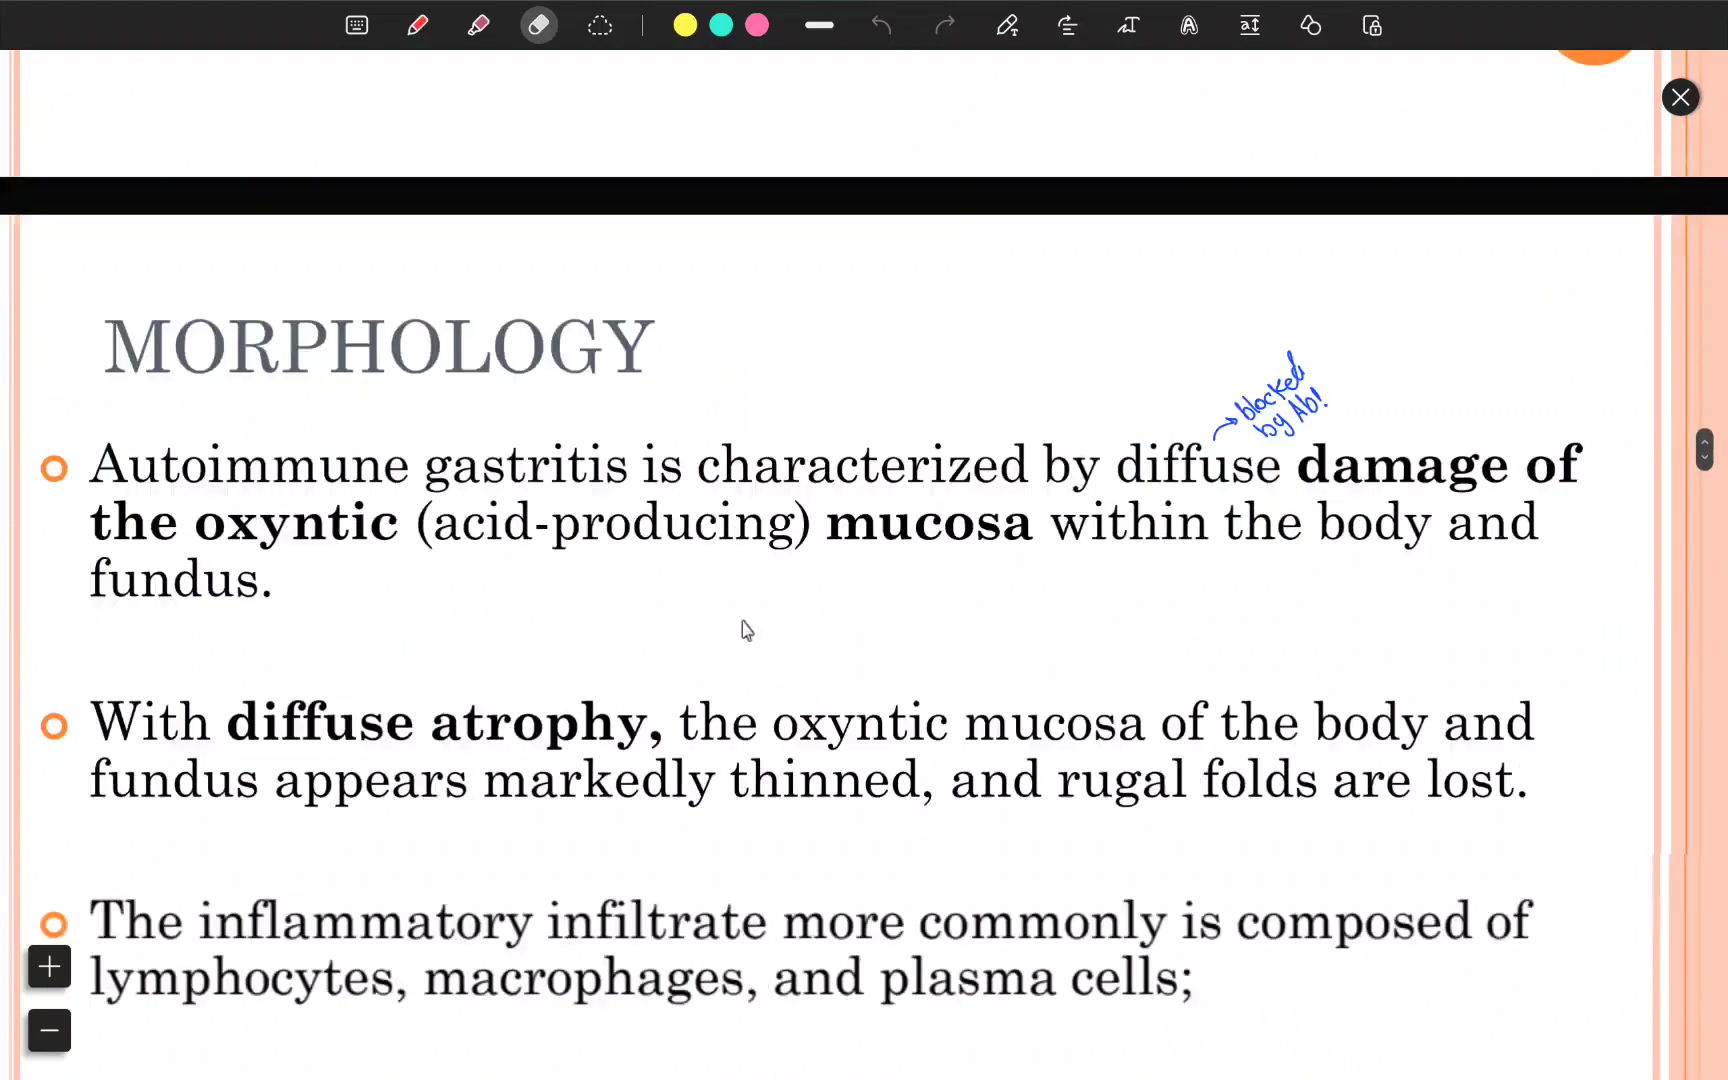 MORPHOLOGY
→ blocked
by Ab!
Autoimmune gastritis is characterized by diffuse damage of
the oxyntic (acid-producing) mucosa within the body and
fundus.
With diffuse atrophy, the oxyntic mucosa of the body and
fundus appears markedly thinned, and rugal folds are lost.
The inflammatory infiltrate more commonly is composed of
lymphocytes, macrophages, and plasma cells;